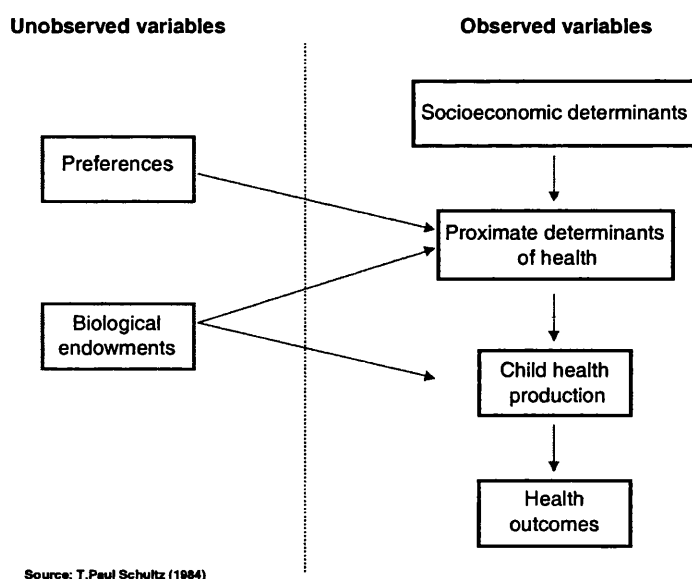 Unobserved variables
Observed variables
Socioeconomic determinants
Preferences
Proximate determinants
of health
Biological
endowments
Child health
production
Health
outcomes
Source: T.Paul Schultz (1984)